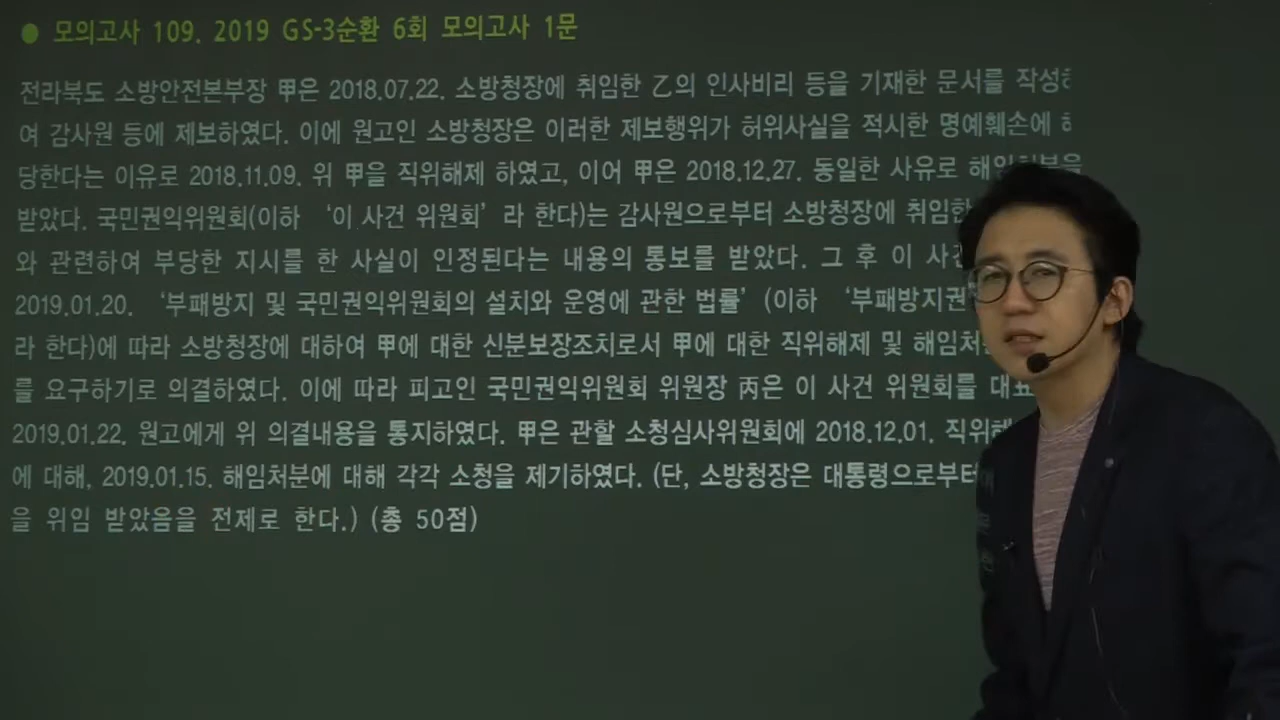 ● 모의고사 109. 2019 GS-3순환 6회 모의고사 1문
전라북도 소방안전본부장 甲은 2018.07.22. 소방청장에 취임한 乙의 인사비리 등을 기재한 문서를 작성하
여 감사원 등에 제보하였다. 이에 원고인 소방청장은 이러한 제보행위가 허위사실을 적시한 명예훼손에 해
당한다는 이유로 2018.11.09. 위 甲을 직위해제 하였고, 이어 甲은 2018.12.27. 동일한 사유로 해임처분을
받았다. 국민권익위원회(이하 ‘이 사건 위원회’라 한다)는 감사원으로부터 소방청장에 취임한
와 관련하여 부당한 지시를 한 사실이 인정된다는 내용의 통보를 받았다. 그 후 이 사건
2019.01.20. ‘부패방지 및 국민권익위원회의 설치와 운영에 관한 법률’(이하 ‘부패방지권
라 한다)에 따라 소방청장에 대하여 甲에 대한 신분보장조치로서 甲에 대한 직위해제 및 해임처
를 요구하기로 의결하였다. 이에 따라 피고인 국민권익위원회 위원장 丙은 이 사건 위원회를 대표
2019.01.22. 원고에게 위 의결내용을 통지하였다. 甲은 관할 소청심사위원회에 2018.12.01. 직위해
에 대해, 2019.01.15. 해임처분에 대해 각각 소청을 제기하였다. (단, 소방청장은 대통령으로부터
을 위임 받았음을 전제로 한다.) (총 50점)